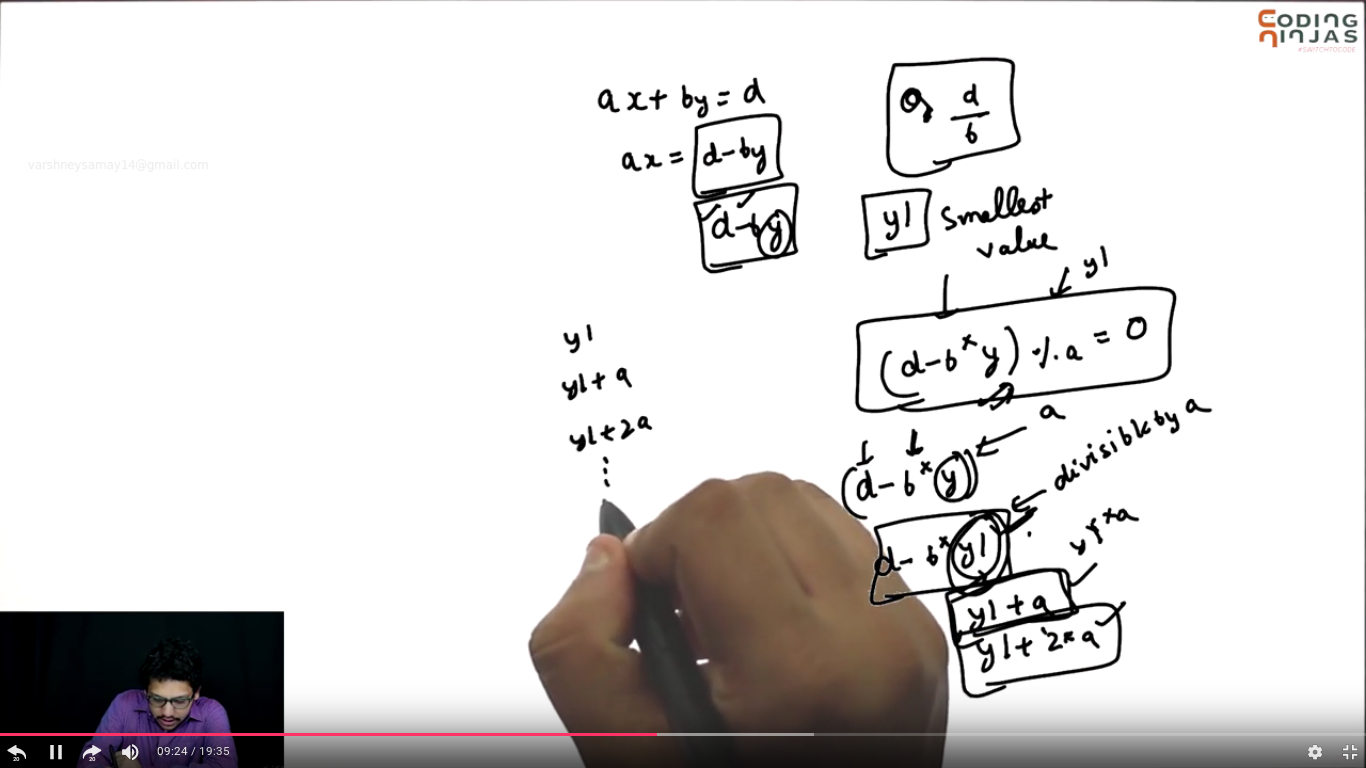 CODING
NINJAS
#SWITCHTOCODE
varshneysamay14@gmail.com
ax + by = d
ax = d-by
d-by
0, d/b
y1 smallest
value
y1
(d-b*y) % a = 0
y1
y1 + a
y1 + 2a
a
(d-b*y)
divisible by a
d-b*y1
y1*a
y1 + a
y1 + 2*a
20
20
09:24 / 19:35